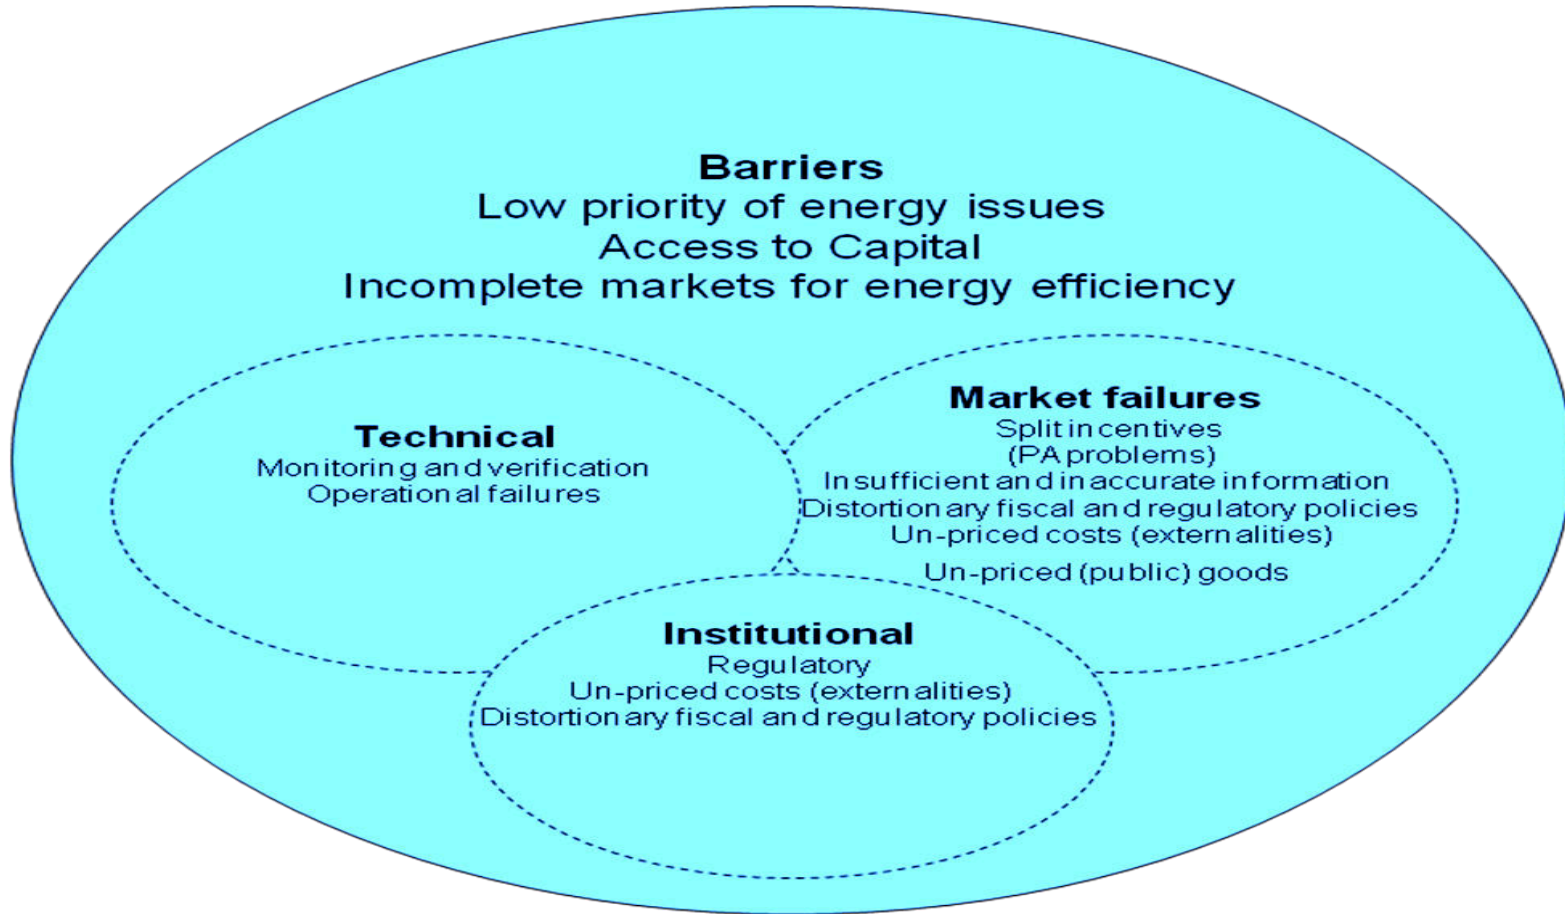 Barriers
Low priority of energy issues
Access to Capital
Incomplete markets for energy efficiency
Technical
Monitoring and verification
Operational failures
Market failures
Split incentives
(PA problems)
Insufficient and inaccurate information
Distortionary fiscal and regulatory policies
Un-priced costs (externalities)
Un-priced (public) goods
Institutional
Regulatory
Un-priced costs (externalities)
Distortionary fiscal and regulatory policies